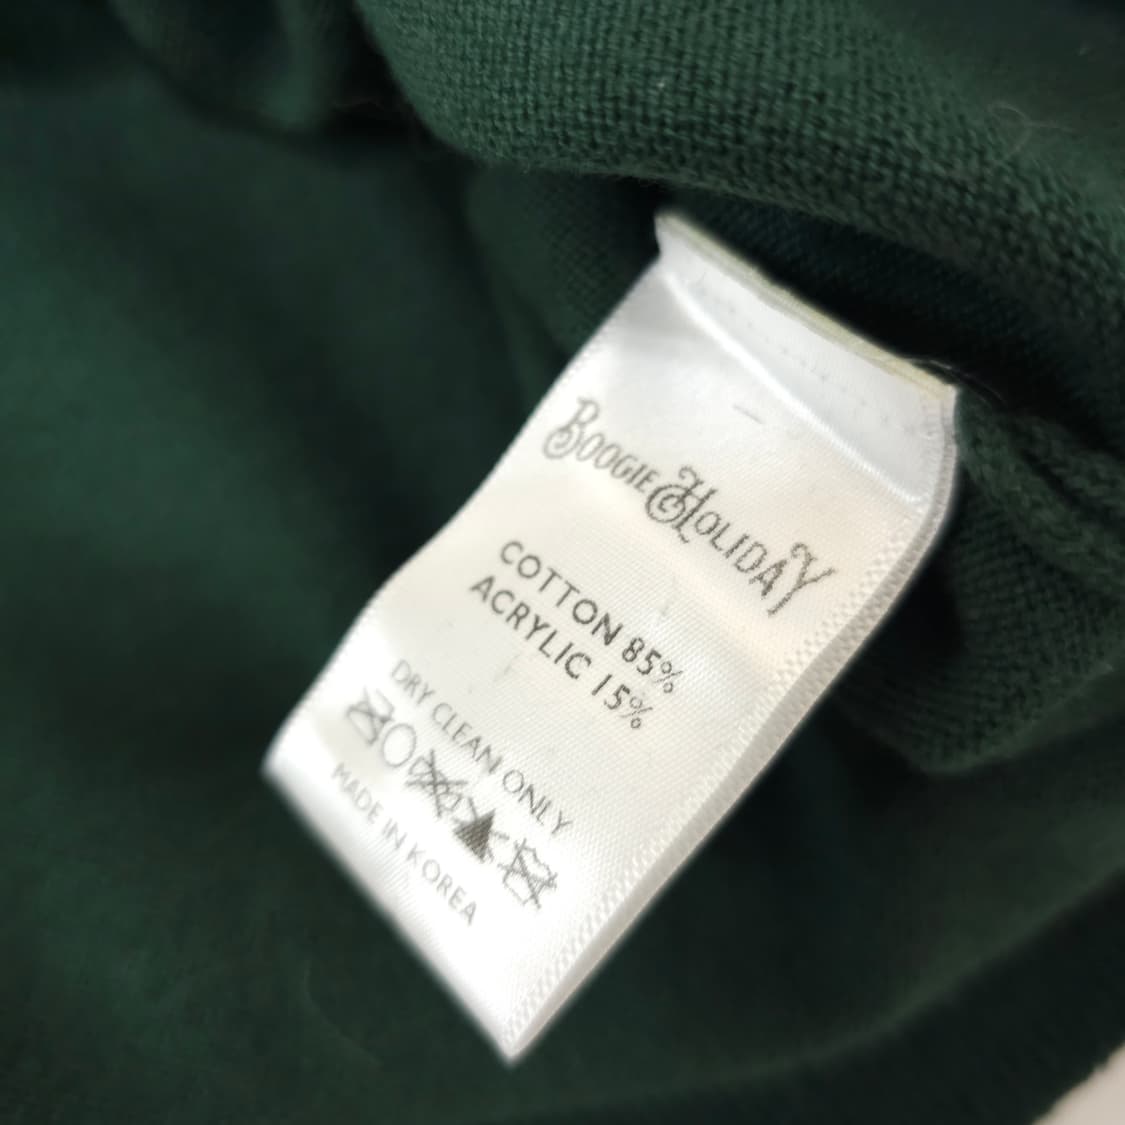 BOOGIE & HOLIDAY
COTTON 85%
ACRYLIC 15%
DRY CLEAN ONLY
MADE IN KOREA